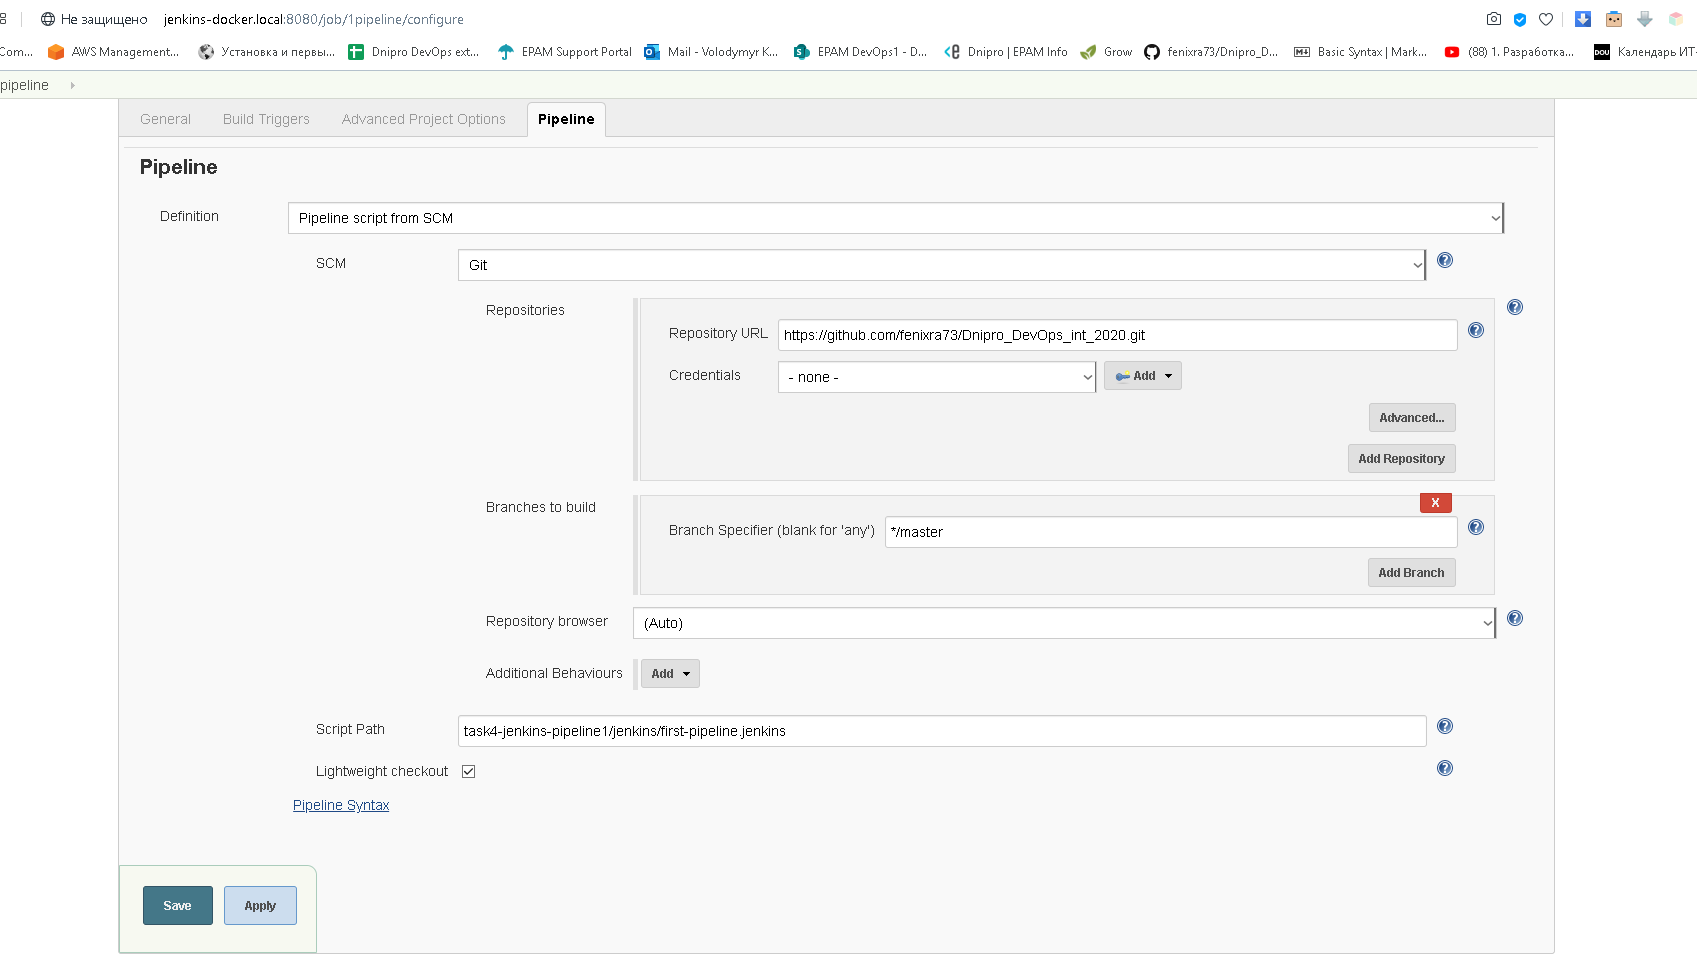 Не защищено jenkins-docker.local:8080/job/1pipeline/configure
Com... AWS Management... Установка и первы... Dnipro DevOps ext... EPAM Support Portal Mail - Volodymyr K... EPAM DevOps1 - D... Dnipro | EPAM Info Grow fenixra73/Dnipro_D... Basic Syntax | Mark... (88) 1. Разработка... DOU Календарь ИТ-
pipeline
General Build Triggers Advanced Project Options Pipeline
Pipeline
Definition Pipeline script from SCM
SCM Git
Repositories
Repository URL https://github.com/fenixra73/Dnipro_DevOps_int_2020.git
Credentials - none - Add
Advanced...
Add Repository
Branches to build X
Branch Specifier (blank for 'any') */master
Add Branch
Repository browser (Auto)
Additional Behaviours Add
Script Path task4-jenkins-pipeline1/jenkins/first-pipeline.jenkins
Lightweight checkout
Pipeline Syntax
Save Apply